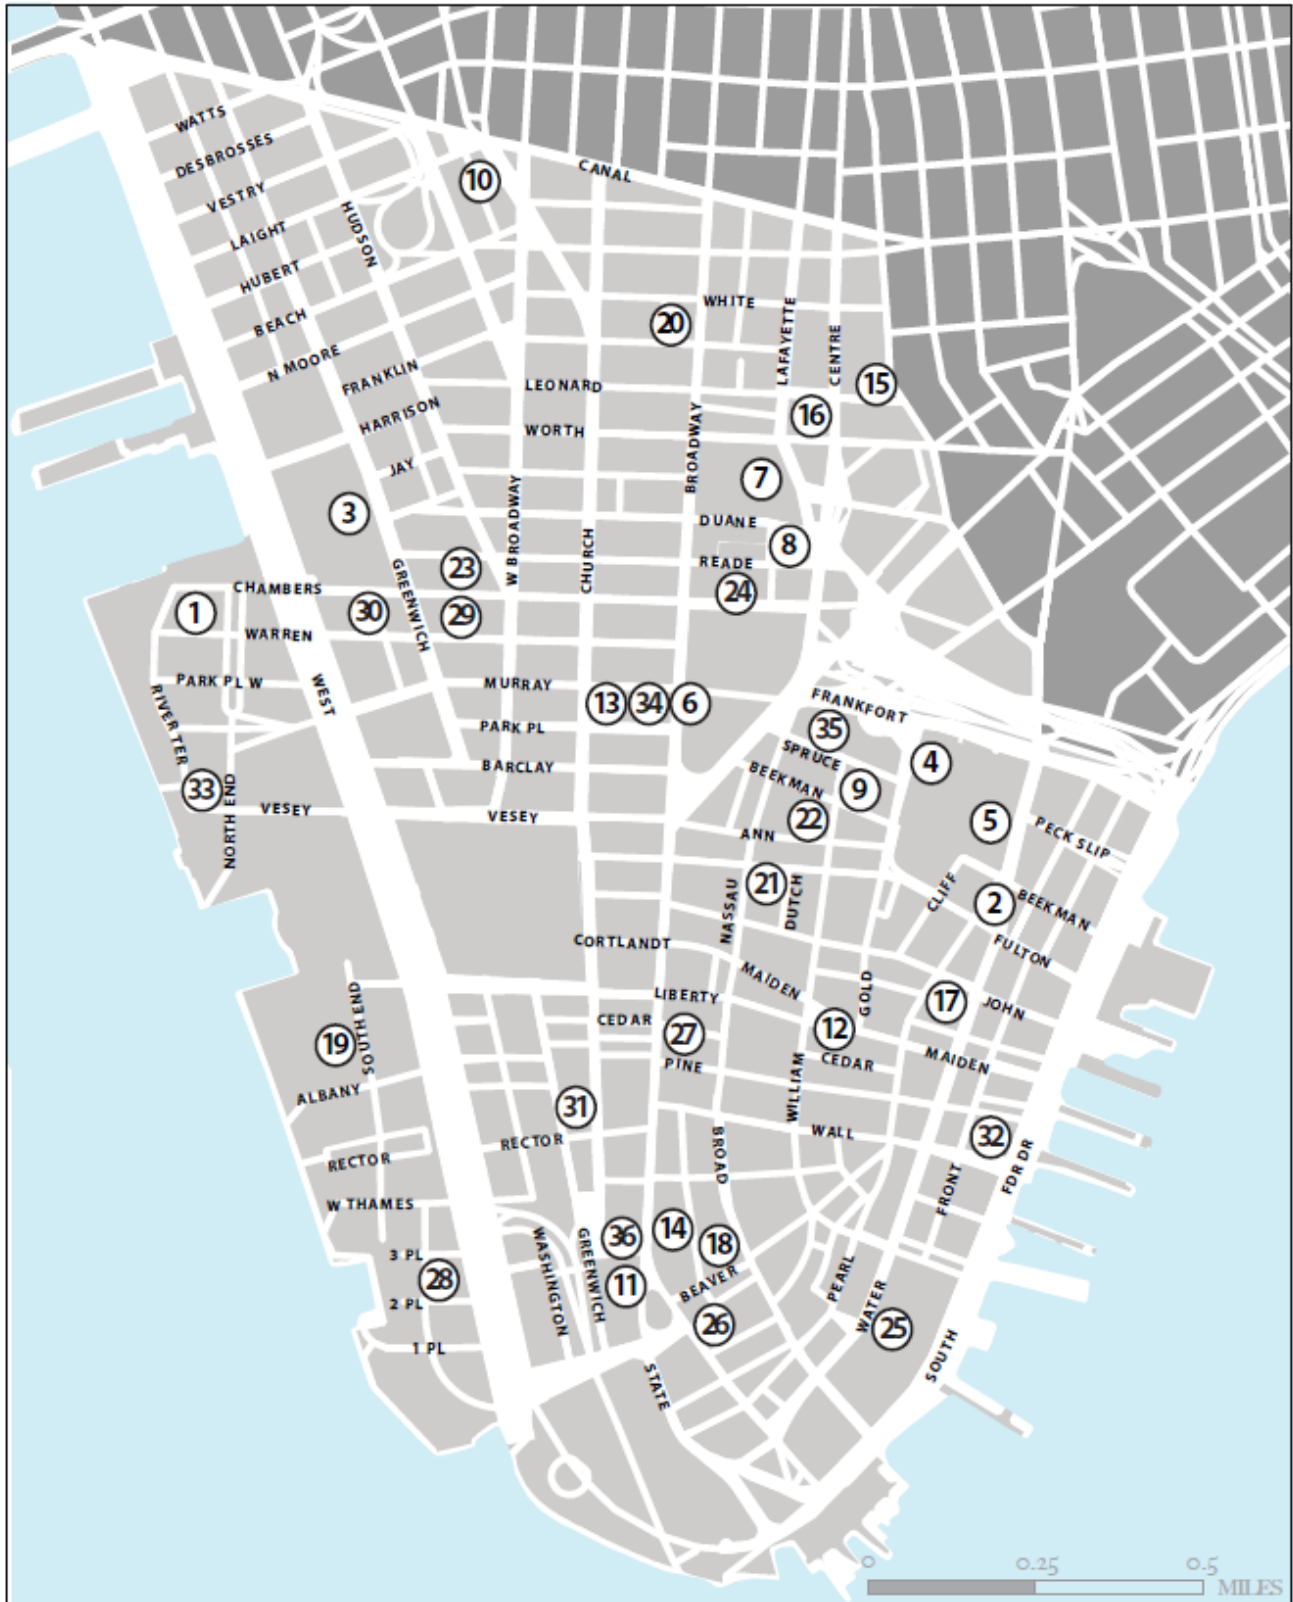 WATTS
DESBROSSES
VESTRY
LAIGHT
HUBERT
BEACH
N MOORE
HUDSON
10
CANAL
FRANKLIN
HARRISON
JAY
LEONARD
WORTH
20
WHITE
LAFAYETTE
CENTRE
15
16
BROADWAY
7
3
W BROADWAY
CHURCH
DUANE
8
READE
24
23
GREENWICH
CHAMBERS
1
30
29
WARREN
PARK PL W
WEST
MURRAY
13
34
6
PARK PL
BARCLAY
RIVER TER
33
NORTH END
VESEY
VESEY
FRANKFORT
35
SPRUCE
4
BEEKMAN
9
22
ANN
5
PECK SLIP
21
NASSAU
DUTCH
CLIFF
2
BEEKMAN
FULTON
CORTLANDT
MAIDEN
GOLD
LIBERTY
CEDAR
27
PINE
12
CEDAR
17
JOHN
MAIDEN
SOUTH END
19
ALBANY
31
RECTOR
RECTOR
WILLIAM
WALL
BROAD
32
FDR DR
FRONT
W THAMES
3 PL
28
2 PL
1 PL
WASHINGTON
GREENWICH
36
14
18
11
BEAVER
26
PEARL
WATER
25
SOUTH
STATE
0
0.25
0.5
MILES